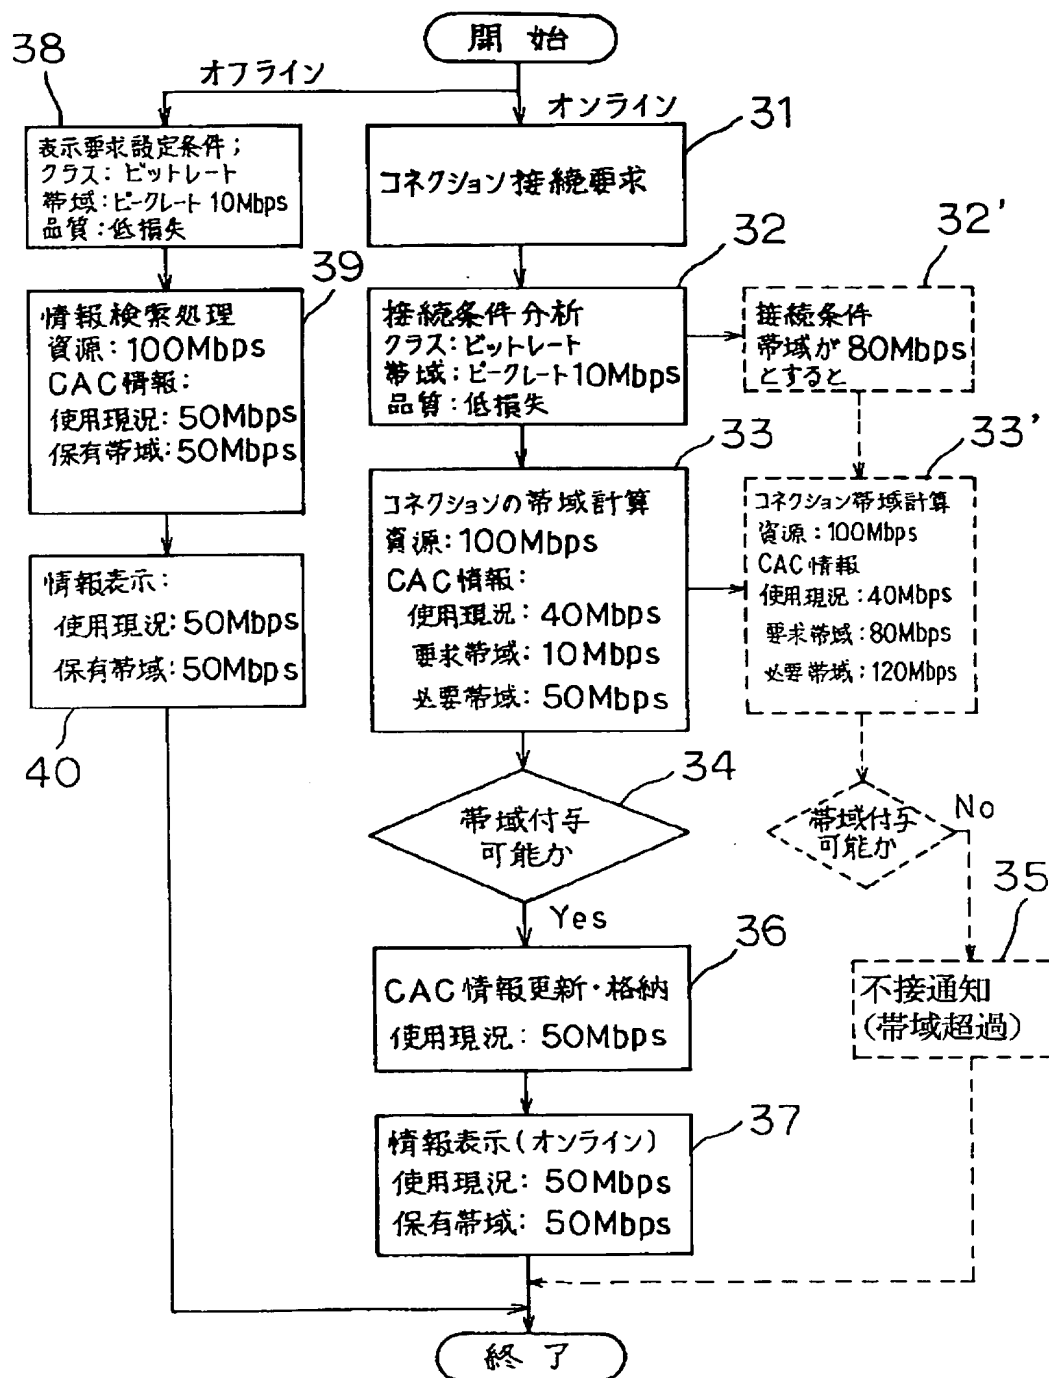 開始
オフライン
オンライン
38
表示要求設定条件;
クラス:ビットレート
帯域:ピークレート10Mbps
品質:低損失
39
情報検索処理
資源:100Mbps
CAC情報:
使用現況:50Mbps
保有帯域:50Mbps
情報表示:
使用現況:50Mbps
保有帯域:50Mbps
40
31
コネクション接続要求
32
接続条件分析
クラス:ビットレート
帯域:ピークレート10Mbps
品質:低損失
33
コネクションの帯域計算
資源:100Mbps
CAC情報:
使用現況:40Mbps
要求帯域:10Mbps
必要帯域:50Mbps
34
帯域付与
可能か
Yes
36
CAC情報更新・格納
使用現況:50Mbps
37
情報表示(オンライン)
使用現況:50Mbps
保有帯域:50Mbps
32'
接続条件
帯域が80Mbps
とすると
33'
コネクション帯域計算
資源:100Mbps
CAC情報
使用現況:40Mbps
要求帯域:80Mbps
必要帯域:120Mbps
帯域付与
可能か
No
35
不接通知
(帯域超過)
終了